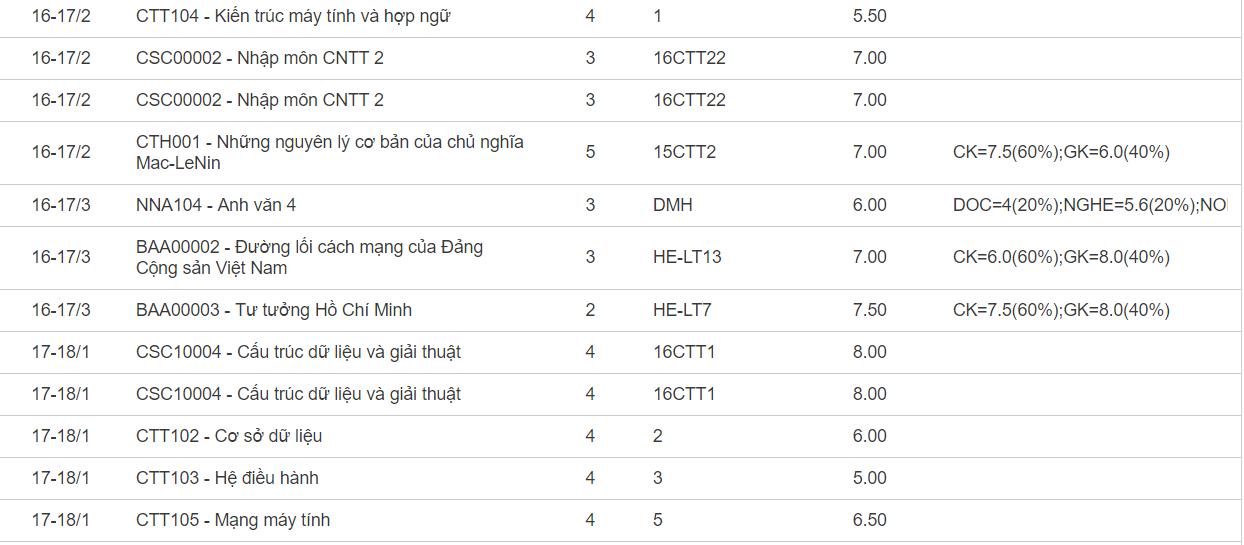 16-17/2 CTT104 - Kiến trúc máy tính và hợp ngữ 4 1 5.50
16-17/2 CSC00002 - Nhập môn CNTT 2 3 16CTT22 7.00
16-17/2 CSC00002 - Nhập môn CNTT 2 3 16CTT22 7.00
16-17/2 CTH001 - Những nguyên lý cơ bản của chủ nghĩa
Mac-LeNin 5 15CTT2 7.00 CK=7.5(60%);GK=6.0(40%)
16-17/3 NNA104 - Anh văn 4 3 DMH 6.00 DOC=4(20%);NGHE=5.6(20%);NO
16-17/3 BAA00002 - Đường lối cách mạng của Đảng
Cộng sản Việt Nam 3 HE-LT13 7.00 CK=6.0(60%);GK=8.0(40%)
16-17/3 BAA00003 - Tư tưởng Hồ Chí Minh 2 HE-LT7 7.50 CK=7.5(60%);GK=8.0(40%)
17-18/1 CSC10004 - Cấu trúc dữ liệu và giải thuật 4 16CTT1 8.00
17-18/1 CSC10004 - Cấu trúc dữ liệu và giải thuật 4 16CTT1 8.00
17-18/1 CTT102 - Cơ sở dữ liệu 4 2 6.00
17-18/1 CTT103 - Hệ điều hành 4 3 5.00
17-18/1 CTT105 - Mạng máy tính 4 5 6.50